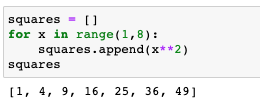 squares = []
for x in range(1,8):
    squares.append(x**2)
squares
[1, 4, 9, 16, 25, 36, 49]